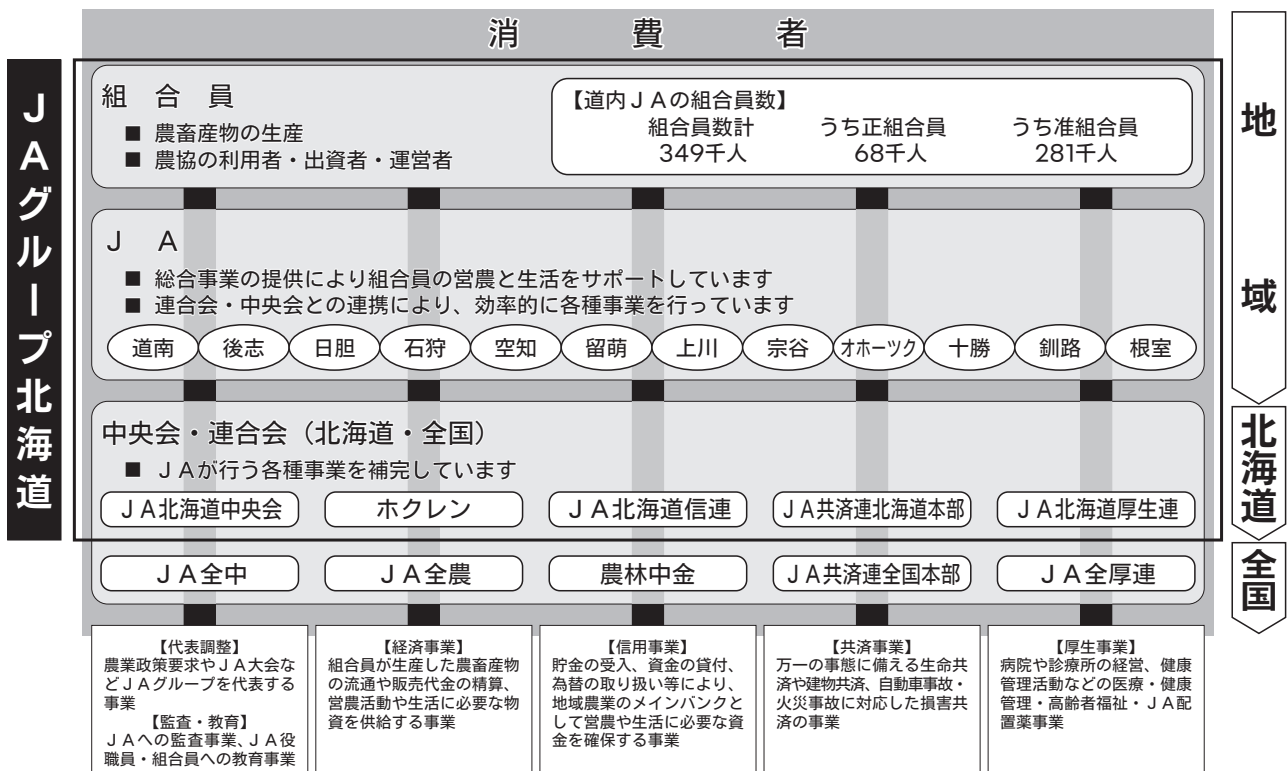 消費者
JAグループ北海道
組合員
■ 農畜産物の生産
■ 農協の利用者・出資者・運営者
【道内JAの組合員数】
組合員数計 うち正組合員 うち准組合員
349千人 68千人 281千人
JA
■ 総合事業の提供により組合員の営農と生活をサポートしています
■ 連合会・中央会との連携により、効率的に各種事業を行っています
道南 後志 日胆 石狩 空知 留萌 上川 宗谷 オホーツク 十勝 釧路 根室
中央会・連合会（北海道・全国）
■ JAが行う各種事業を補完しています
JA北海道中央会 ホクレン JA北海道信連 JA共済連北海道本部 JA北海道厚生連
JA全中 JA全農 農林中金 JA共済連全国本部 JA全厚連
地域
北海道
全国
【代表調整】
農業政策要求やJA大会な
どJAグループを代表する
事業
【監査・教育】
JAへの監査事業、JA役
職員・組合員への教育事業
【経済事業】
組合員が生産した農畜産物
の流通や販売代金の精算、
営農活動や生活に必要な物
資を供給する事業
【信用事業】
貯金の受入、資金の貸付、
為替の取り扱い等により、
地域農業のメインバンクと
して営農や生活に必要な資
金を確保する事業
【共済事業】
万一の事態に備える生命共
済や建物共済、自動車事故・
火災事故に対応した損害共
済の事業
【厚生事業】
病院や診療所の経営、健康
管理活動などの医療・健康
管理・高齢者福祉・JA配
置薬事業